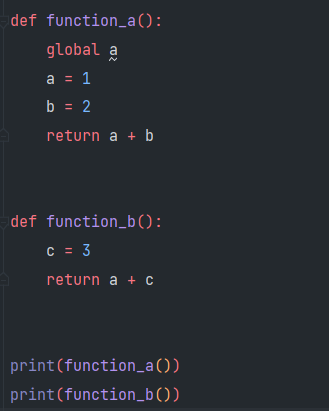 def function_a():
    global a
    a = 1
    b = 2
    return a + b
def function_b():
    c = 3
    return a + c
print(function_a())
print(function_b())